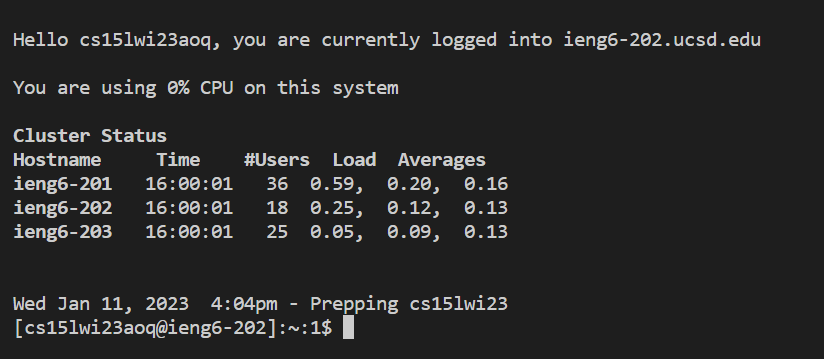 Hello cs15lwi23aoq, you are currently logged into ieng6-202.ucsd.edu
You are using 0% CPU on this system
Cluster Status
Hostname     Time    #Users  Load  Averages
ieng6-201   16:00:01   36  0.59,  0.20,  0.16
ieng6-202   16:00:01   18  0.25,  0.12,  0.13
ieng6-203   16:00:01   25  0.05,  0.09,  0.13
Wed Jan 11, 2023  4:04pm - Prepping cs15lwi23
[cs15lwi23aoq@ieng6-202]:~:1$